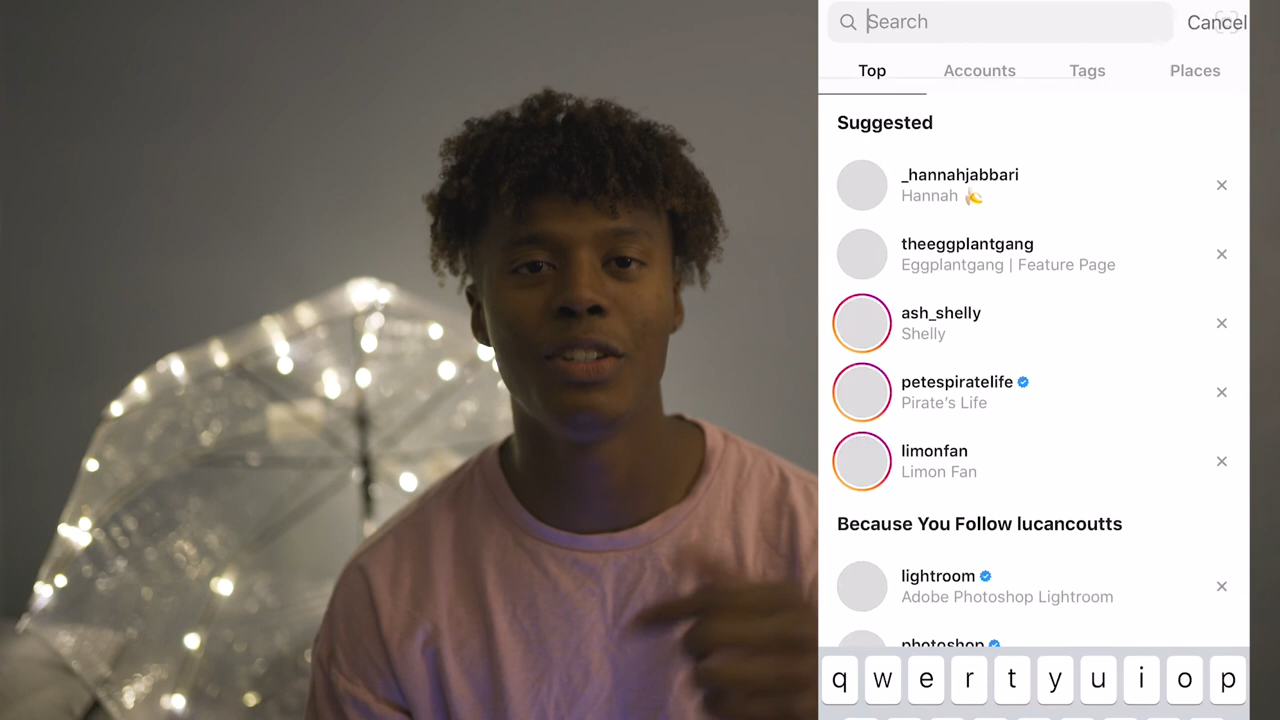 Search
Cancel
Top Accounts Tags Places
Suggested
_hannahjabbari
Hannah 🍌
theeggplantgang
Eggplantgang | Feature Page
ash_shelly
Shelly
petespiratelife
Pirate's Life
limonfan
Limon Fan
Because You Follow lucancoutts
lightroom
Adobe Photoshop Lightroom
photoshop
q w e r t y u i o p